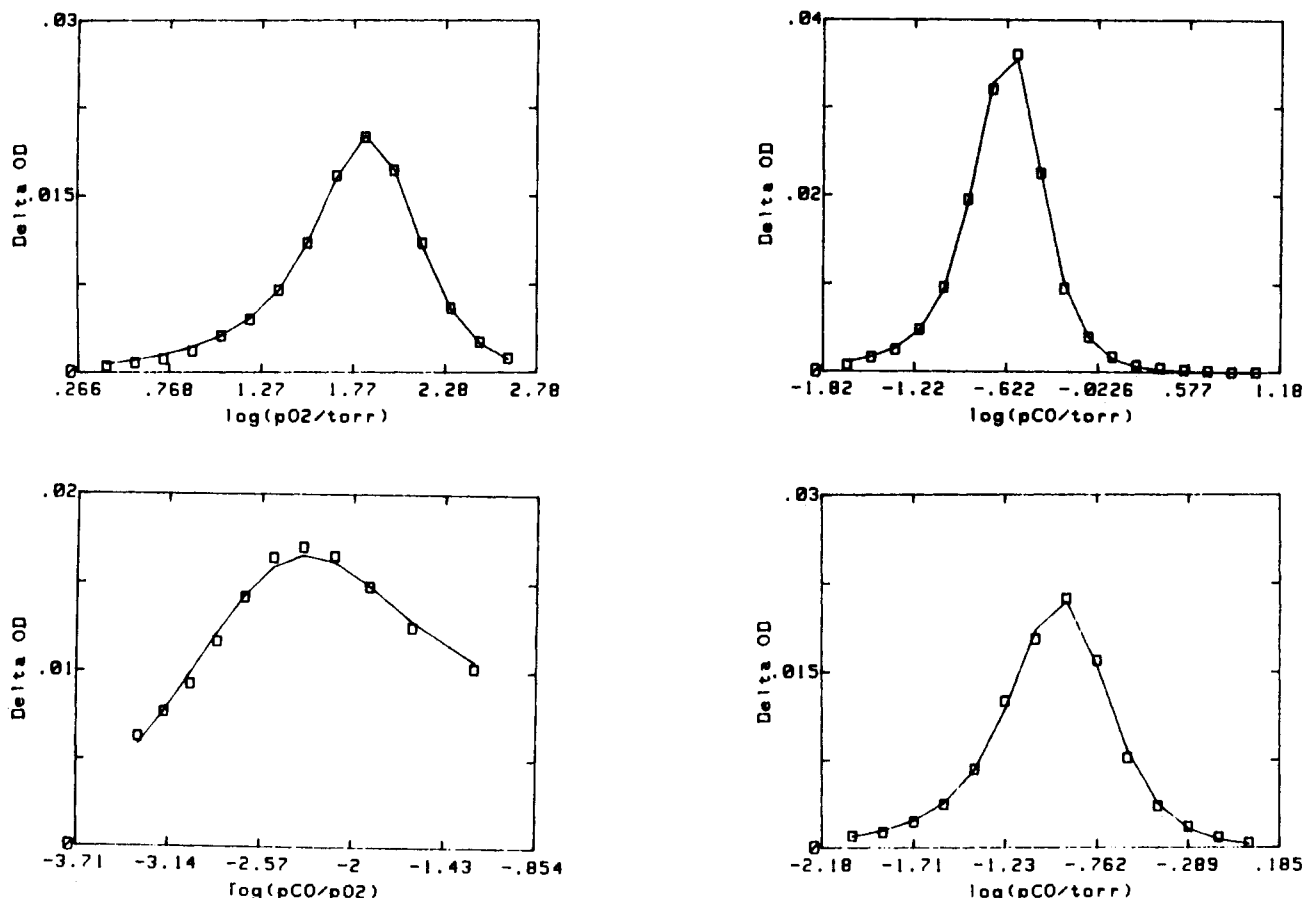 .03
.015
0
Delta OD
.266 .768 1.27 1.77 2.28 2.78
log(pO2/torr)
.04
.02
0
Delta OD
-1.82 -1.22 -.622 -.0226 .577 1.18
log(pCO/torr)
.02
.01
0
Delta OD
-3.71 -3.14 -2.57 -2 -1.43 -.854
log(pCO/pO2)
.03
.015
0
Delta OD
-2.18 -1.71 -1.23 -.762 -.289 .185
log(pCO/torr)